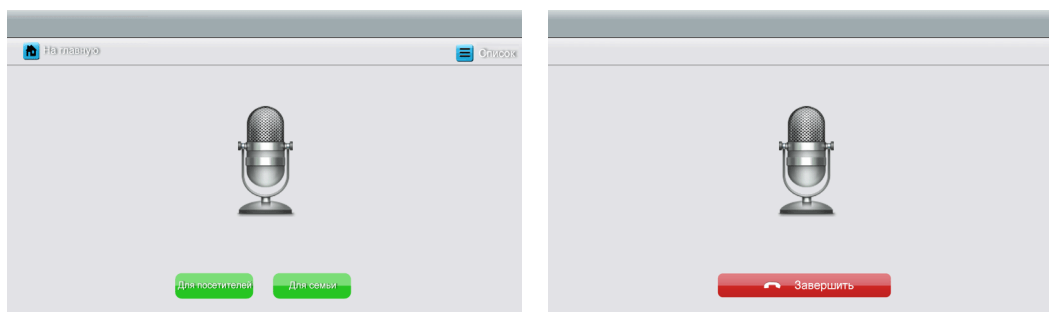 На главную
Список
Для посетителей
Для семьи
Завершить